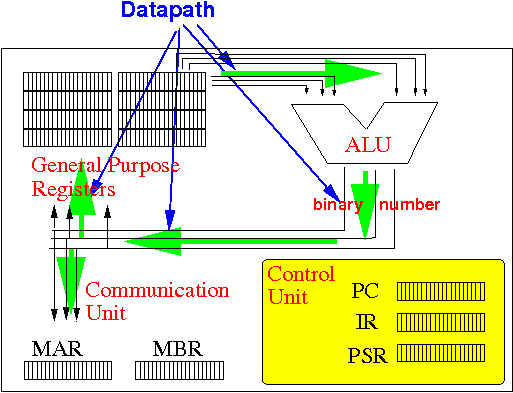 Datapath
ALU
General Purpose
Registers
binary number
Communication
Unit
Control
Unit
PC
IR
PSR
MAR
MBR